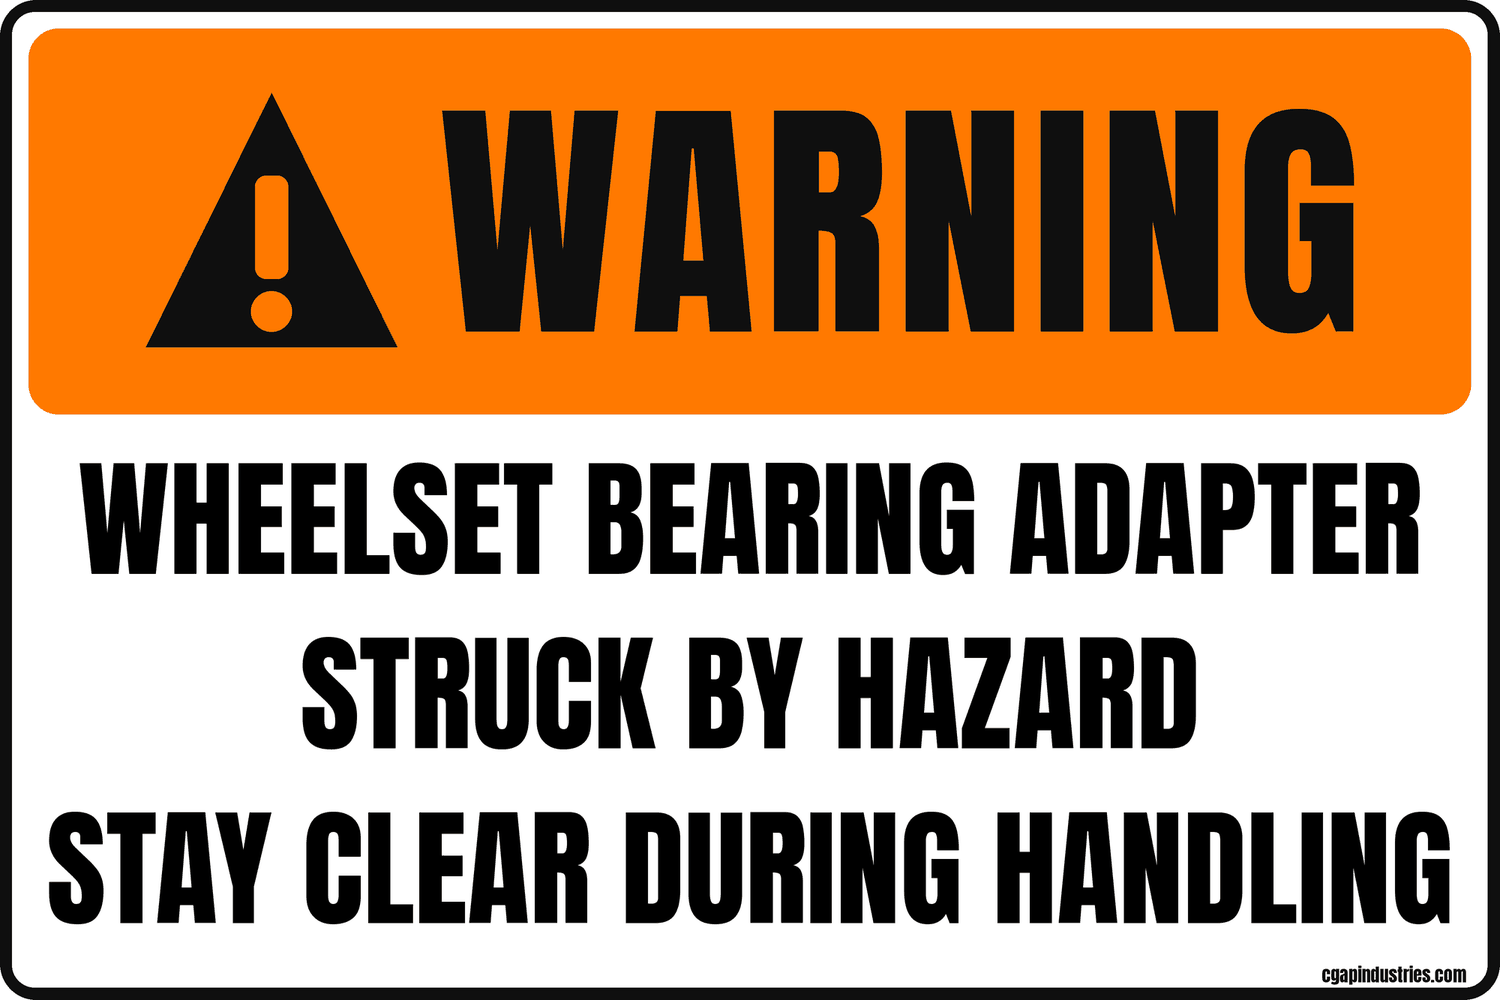 WARNING
WHEELSET BEARING ADAPTER
STRUCK BY HAZARD
STAY CLEAR DURING HANDLING
cgapindustries.com